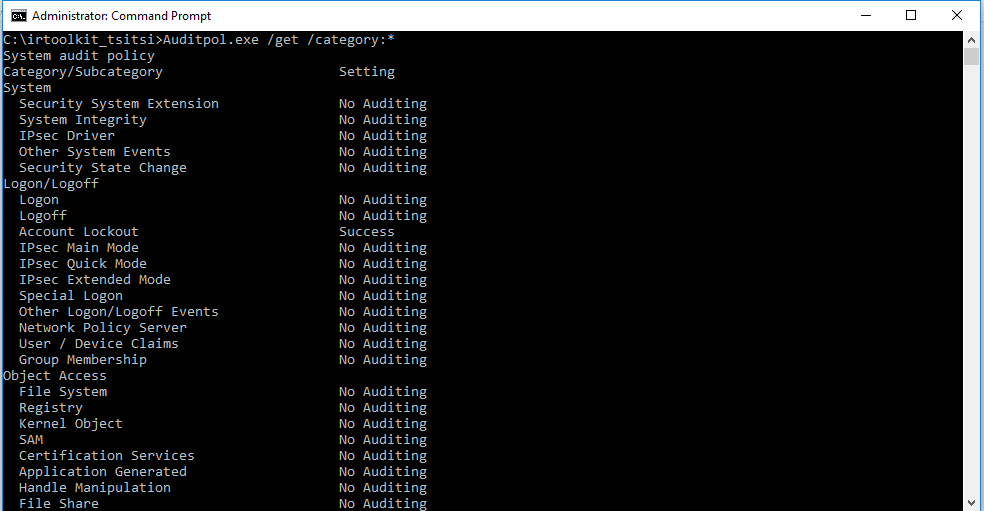 Administrator: Command Prompt
C:\irtoolkit_tsitsi>Auditpol.exe /get /category:*
System audit policy
Category/Subcategory                      Setting
System
  Security System Extension               No Auditing
  System Integrity                        No Auditing
  IPsec Driver                            No Auditing
  Other System Events                     No Auditing
  Security State Change                   No Auditing
Logon/Logoff
  Logon                                   No Auditing
  Logoff                                  No Auditing
  Account Lockout                         Success
  IPsec Main Mode                         No Auditing
  IPsec Quick Mode                        No Auditing
  IPsec Extended Mode                     No Auditing
  Special Logon                           No Auditing
  Other Logon/Logoff Events               No Auditing
  Network Policy Server                   No Auditing
  User / Device Claims                    No Auditing
  Group Membership                        No Auditing
Object Access
  File System                             No Auditing
  Registry                                No Auditing
  Kernel Object                           No Auditing
  SAM                                     No Auditing
  Certification Services                  No Auditing
  Application Generated                   No Auditing
  Handle Manipulation                     No Auditing
  File Share                              No Auditing